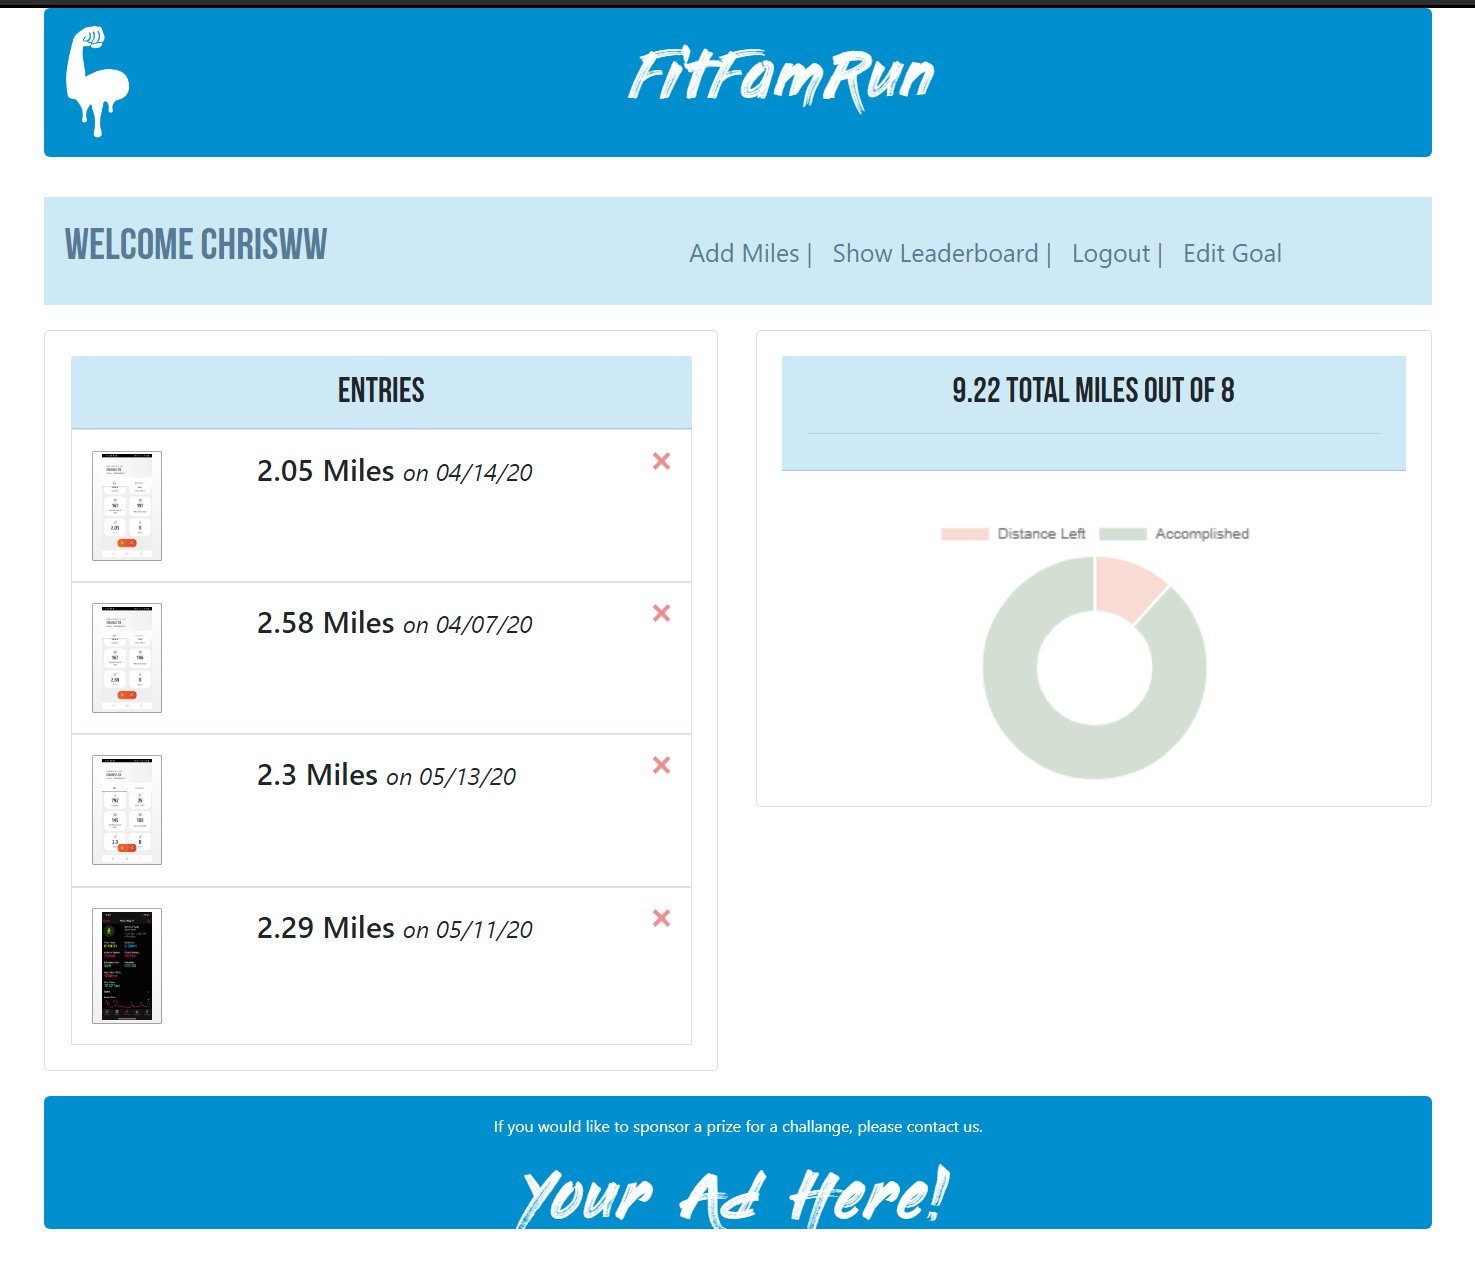 FitFamRun
WELCOME CHRISWW
Add Miles | Show Leaderboard | Logout | Edit Goal
ENTRIES
2.05 Miles on 04/14/20
2.58 Miles on 04/07/20
2.3 Miles on 05/13/20
2.29 Miles on 05/11/20
9.22 TOTAL MILES OUT OF 8
Distance Left Accomplished
If you would like to sponsor a prize for a challange, please contact us.
Your Ad Here!